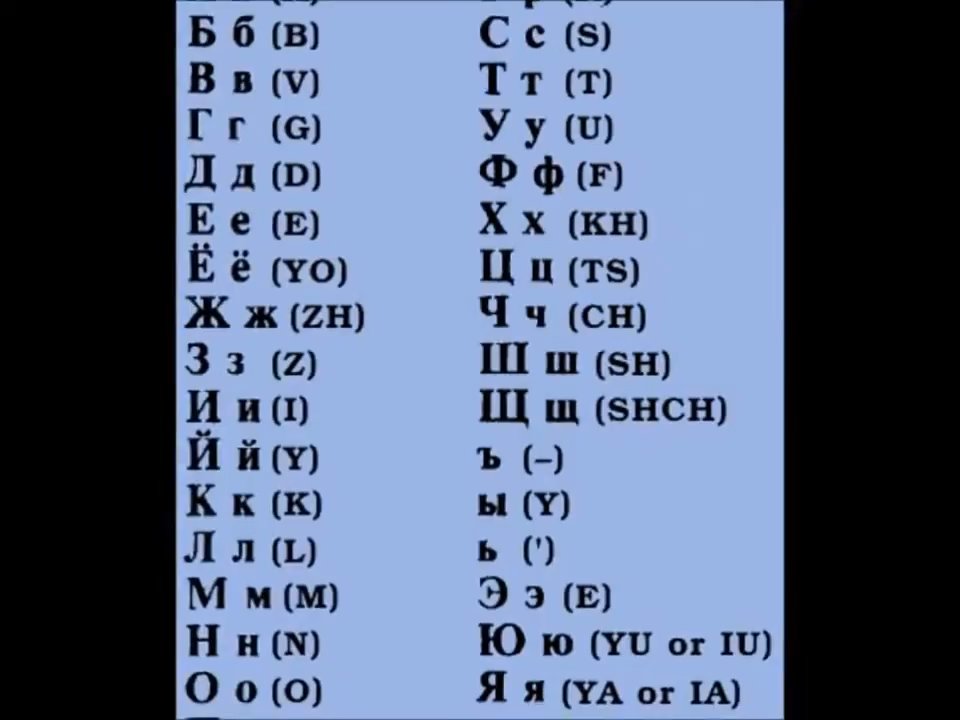 Б б (B)
В в (V)
Г г (G)
Д д (D)
Е е (E)
Ё ё (YO)
Ж ж (ZH)
З з (Z)
И и (I)
Й й (Y)
К к (K)
Л л (L)
М м (M)
Н н (N)
О о (O)
С с (S)
Т т (T)
У у (U)
Ф ф (F)
Х х (KH)
Ц ц (TS)
Ч ч (CH)
Ш ш (SH)
Щ щ (SHCH)
ъ (–)
ы (Y)
ь (')
Э э (E)
Ю ю (YU or IU)
Я я (YA or IA)